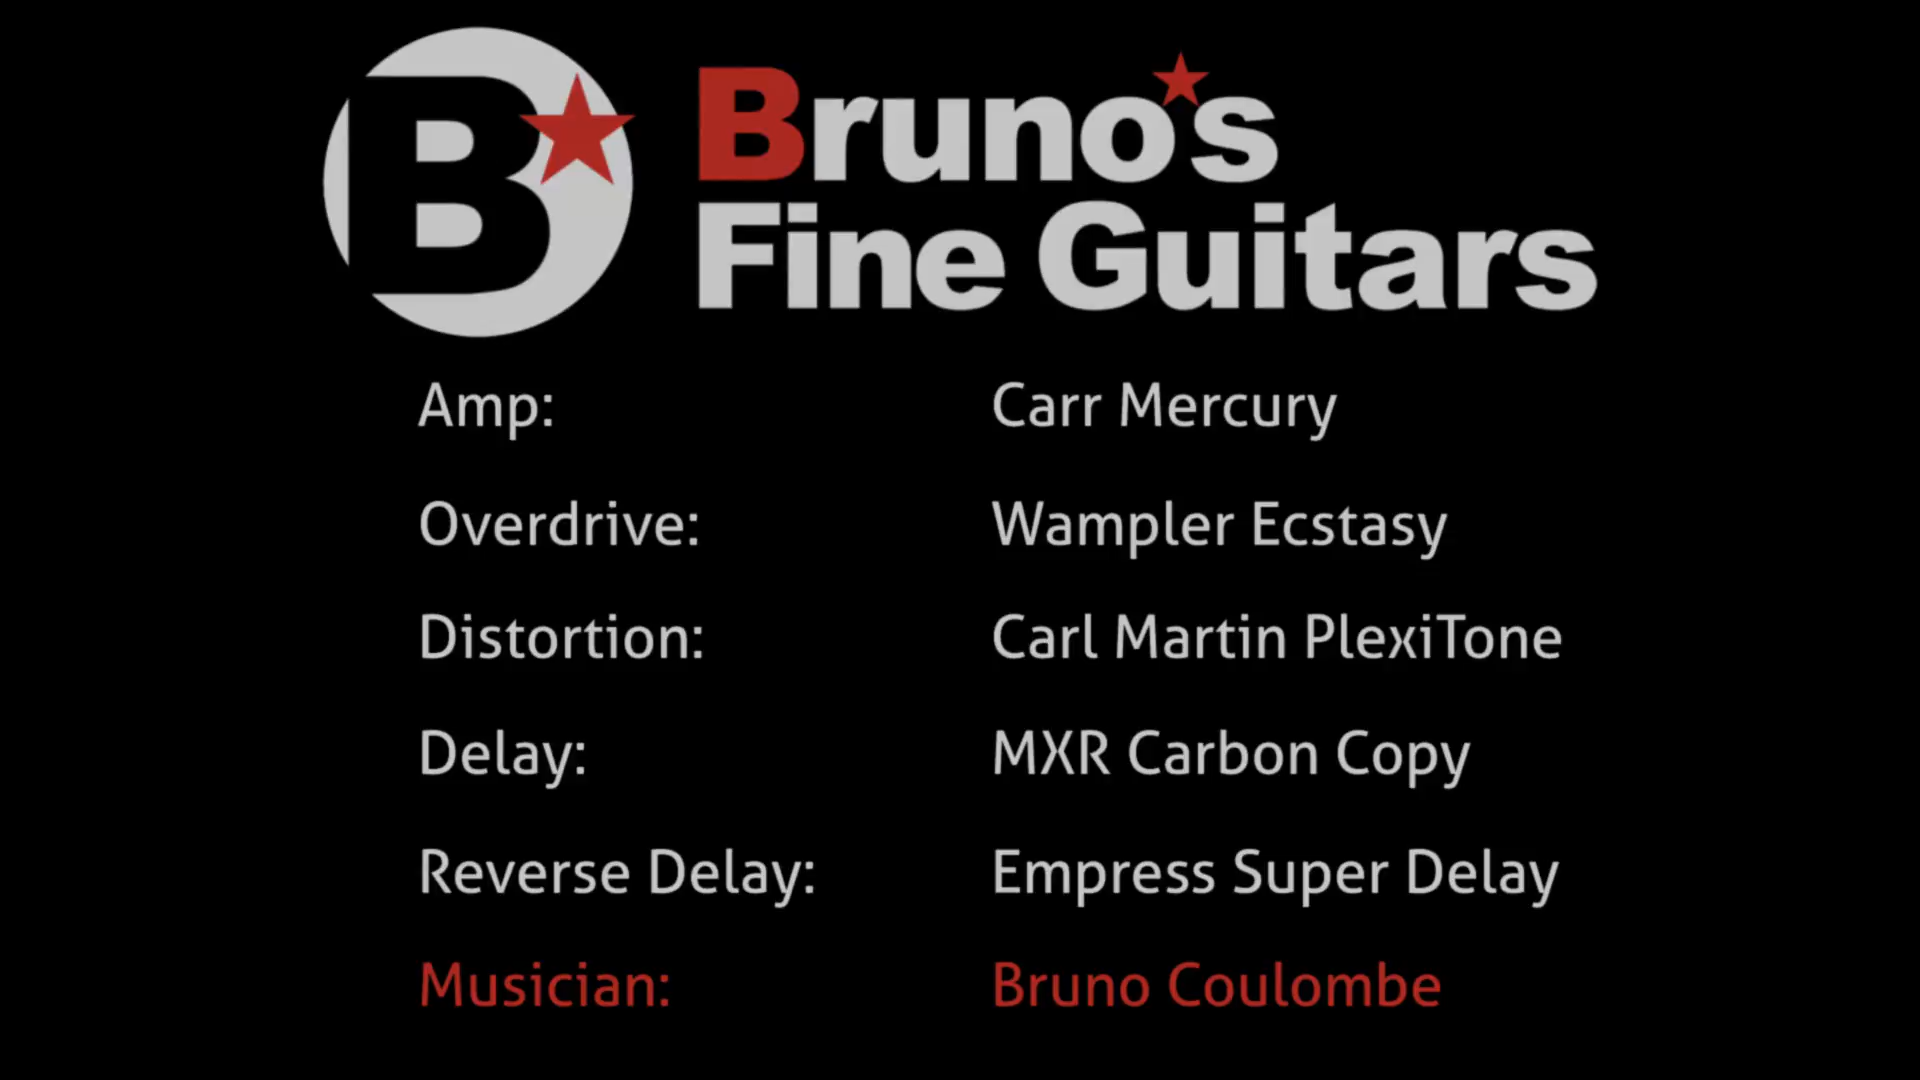 B
Bruno's
Fine Guitars
Amp: Carr Mercury
Overdrive: Wampler Ecstasy
Distortion: Carl Martin PlexiTone
Delay: MXR Carbon Copy
Reverse Delay: Empress Super Delay
Musician: Bruno Coulombe